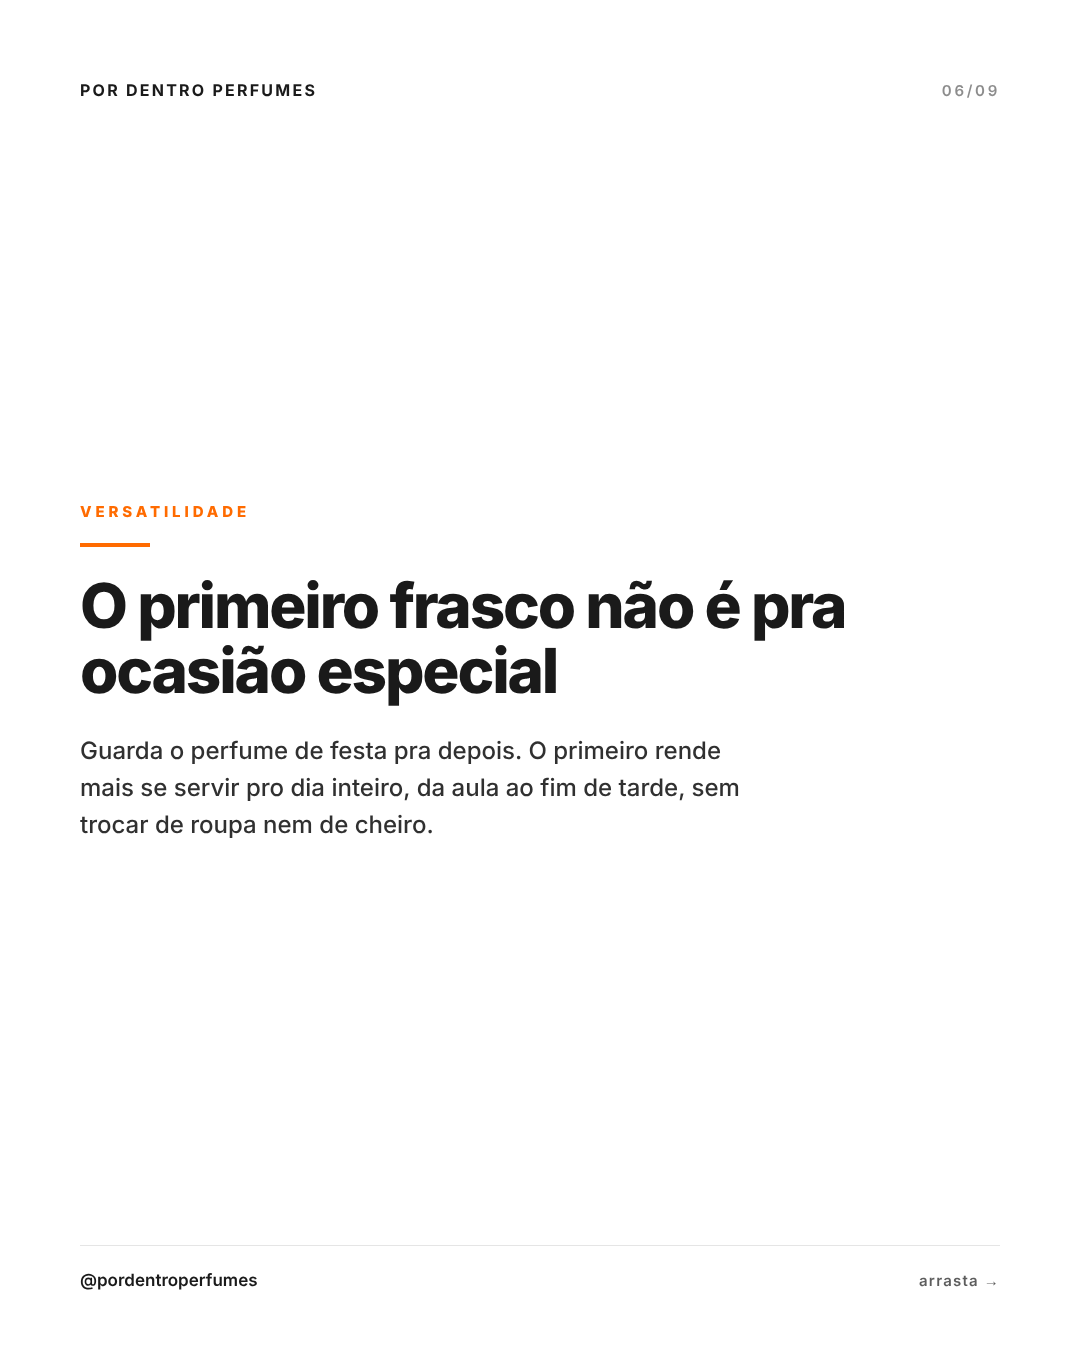 POR DENTRO PERFUMES
06/09
VERSATILIDADE
O primeiro frasco não é pra
ocasião especial
Guarda o perfume de festa pra depois. O primeiro rende
mais se servir pro dia inteiro, da aula ao fim de tarde, sem
trocar de roupa nem de cheiro.
@pordentroperfumes
arrasta →